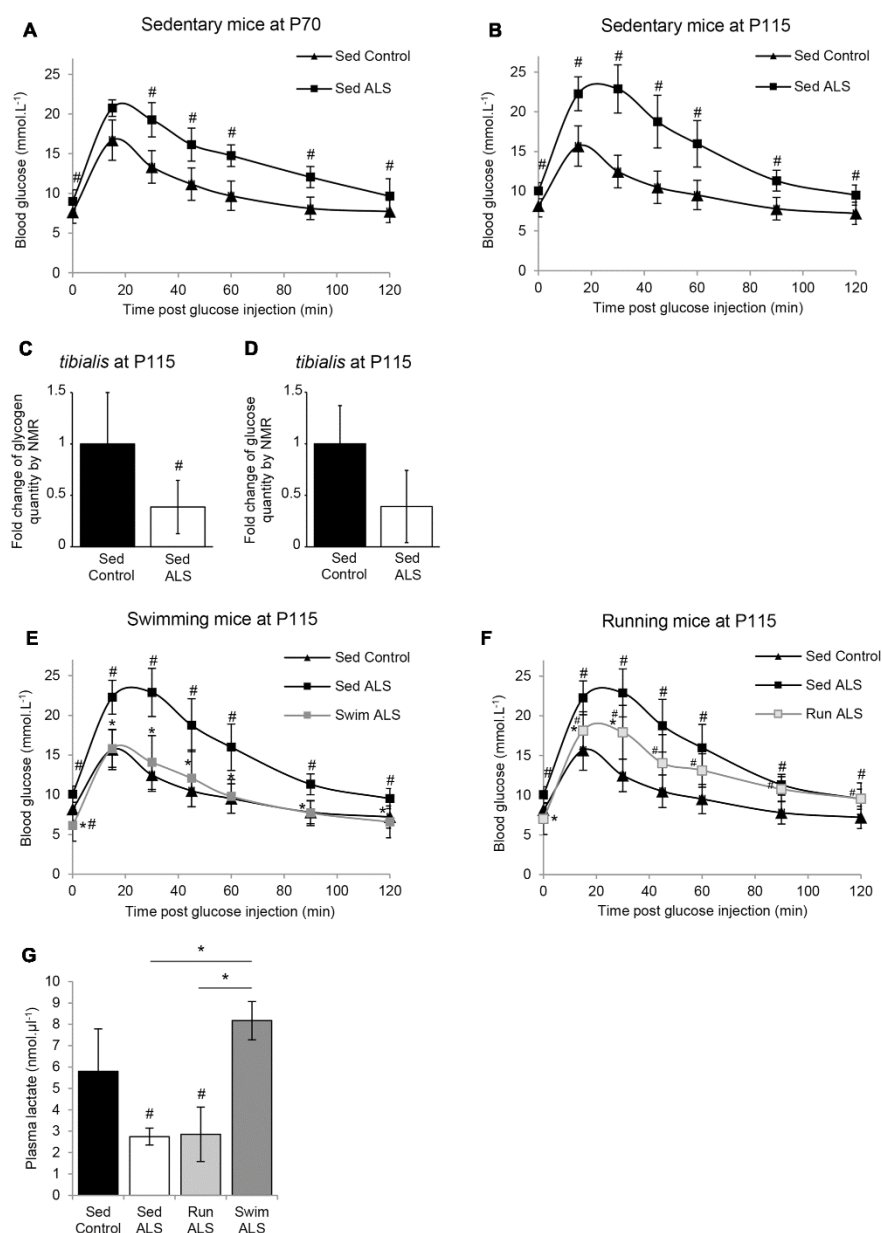 A
Sedentary mice at P70
Sed Control
Sed ALS
Blood glucose (mmol.L-1)
25
20
15
10
5
0
# # # # # #
0 20 40 60 80 100 120
Time post glucose injection (min)
B
Sedentary mice at P115
Sed Control
Sed ALS
Blood glucose (mmol.L-1)
25
20
15
10
5
0
# # # # # # #
0 20 40 60 80 100 120
Time post glucose injection (min)
C
tibialis at P115
Fold change of glycogen
quantity by NMR
1.5
1
0.5
0
#
Sed
Control
Sed
ALS
D
tibialis at P115
Fold change of glucose
quantity by NMR
1.5
1
0.5
0
Sed
Control
Sed
ALS
E
Swimming mice at P115
Sed Control
Sed ALS
Swim ALS
Blood glucose (mmol.L-1)
25
20
15
10
5
0
# # # # # # #
*# * * * * * *
0 20 40 60 80 100 120
Time post glucose injection (min)
F
Running mice at P115
Sed Control
Sed ALS
Run ALS
Blood glucose (mmol.L-1)
25
20
15
10
5
0
# # # # # # #
* *# *# # # # #
0 20 40 60 80 100 120
Time post glucose injection (min)
G
*
*
Plasma lactate (nmol.µl-1)
10
9
8
7
6
5
4
3
2
1
0
# #
Sed
Control
Sed
ALS
Run
ALS
Swim
ALS